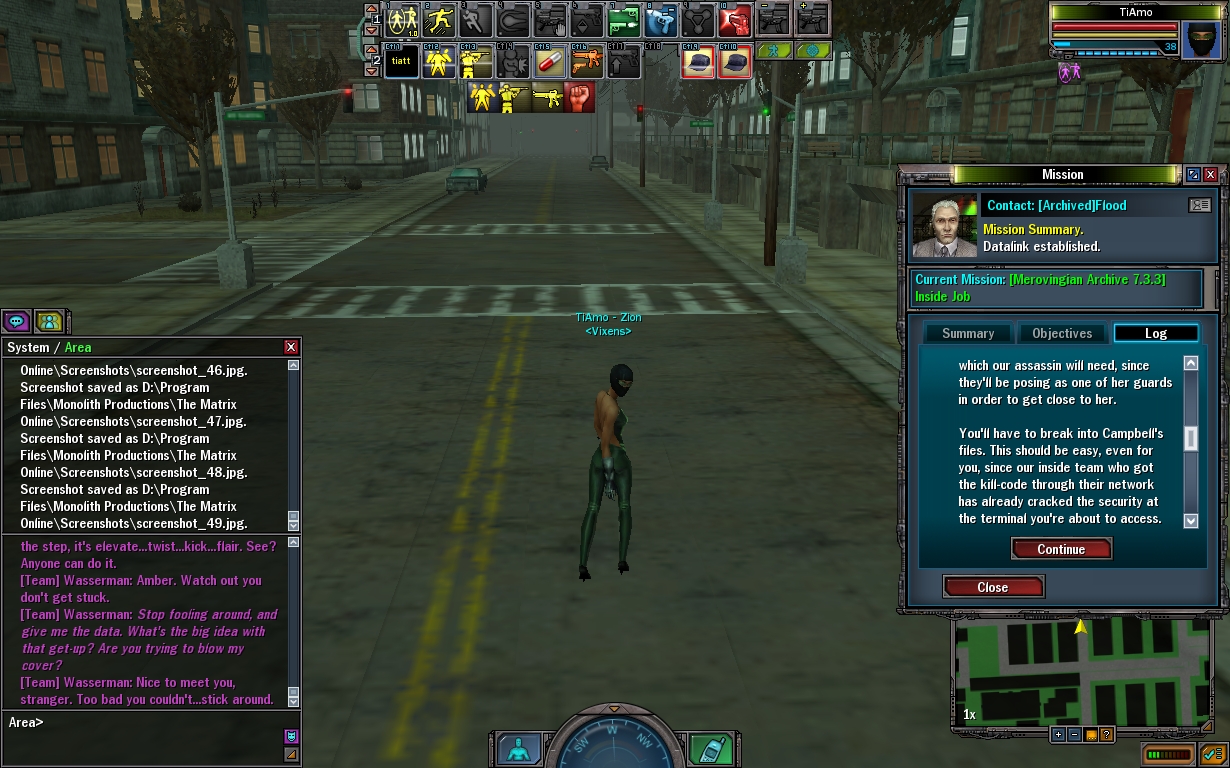 TiAmo
38
1
1.0
2
tiatt
TiAmo - Zion
<Vixens>
System / Area
Online\Screenshots\screenshot_46.jpg.
Screenshot saved as D:\Program
Files\Monolith Productions\The Matrix
Online\Screenshots\screenshot_47.jpg.
Screenshot saved as D:\Program
Files\Monolith Productions\The Matrix
Online\Screenshots\screenshot_48.jpg.
Screenshot saved as D:\Program
Files\Monolith Productions\The Matrix
Online\Screenshots\screenshot_49.jpg.
the step, it's elevate...twist...kick...flair. See?
Anyone can do it.
[Team] Wasserman: Amber. Watch out you
don't get stuck.
[Team] Wasserman: Stop fooling around, and
give me the data. What's the big idea with
that get-up? Are you trying to blow my
cover?
[Team] Wasserman: Nice to meet you,
stranger. Too bad you couldn't...stick around.
Area>
Mission
Contact: [Archived]Flood
Mission Summary.
Datalink established.
Current Mission: [Merovingian Archive 7.3.3]
Inside Job
Summary
Objectives
Log
which our assassin will need, since
they'll be posing as one of her guards
in order to get close to her.
You'll have to break into Campbell's
files. This should be easy, even for
you, since our inside team who got
the kill-code through their network
has already cracked the security at
the terminal you're about to access.
Continue
Close
1x
SW
W
NW